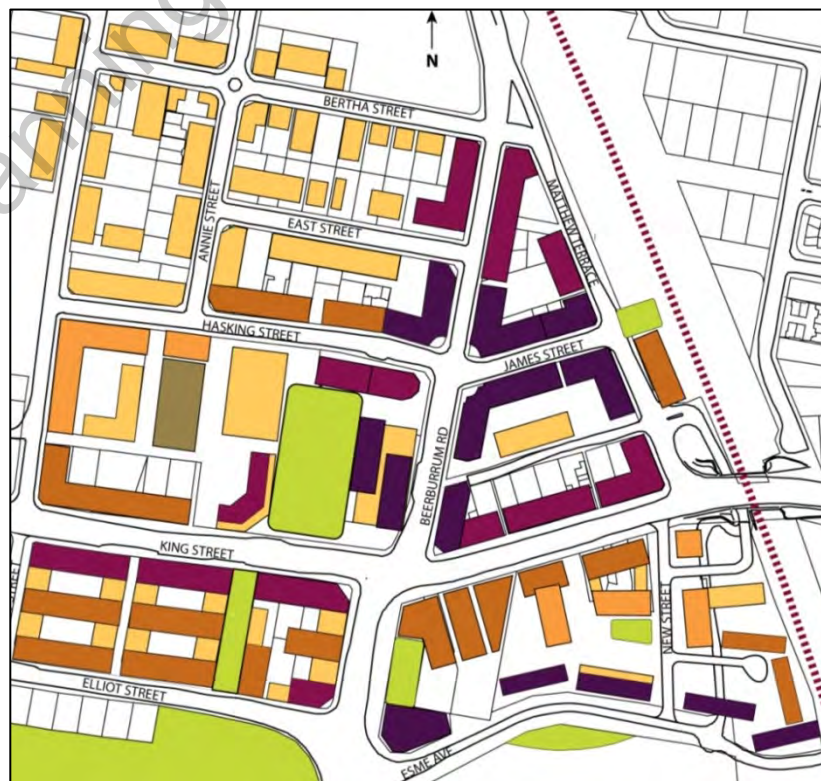 N
BERTHA STREET
MATTHEW TERRACE
ANNIE STREET
EAST STREET
HASKING STREET
JAMES STREET
BEERBURRUM RD
KING STREET
NEW STREET
ELLIOT STREET
ESME AVE